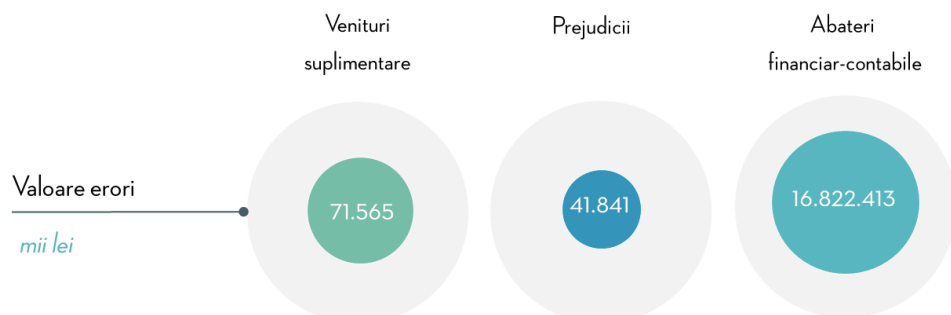 Venituri
suplimentare
Prejudicii
Abateri
financiar-contabile
Valoare erori
mii lei
71.565
41.841
16.822.413